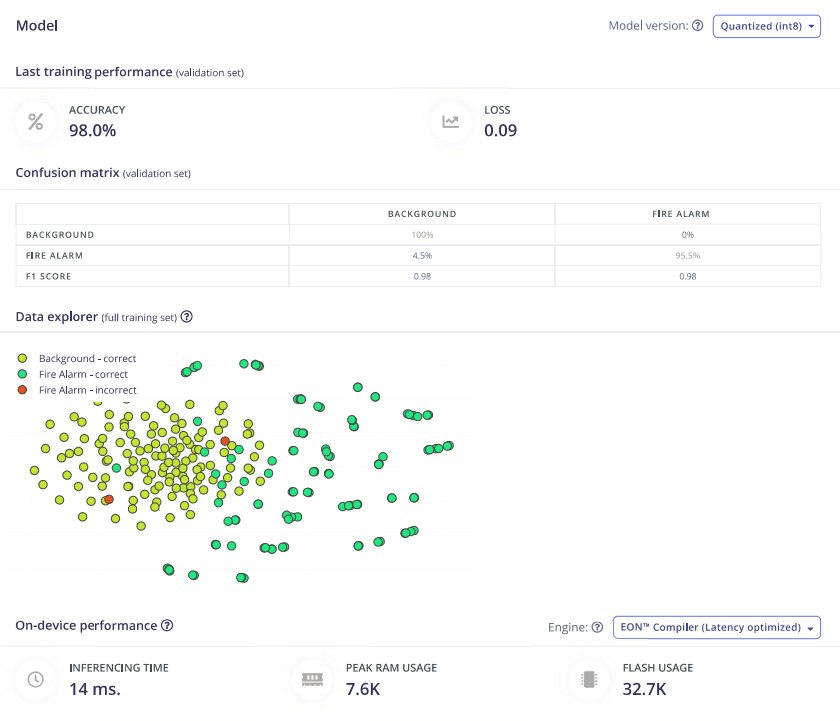 Model
Model version: ? Quantized (int8)
Last training performance (validation set)
% ACCURACY
98.0%
LOSS
0.09
Confusion matrix (validation set)
BACKGROUND FIRE ALARM
BACKGROUND 100% 0%
FIRE ALARM 4.5% 95.5%
F1 SCORE 0.98 0.98
Data explorer (full training set) ?
Background - correct
Fire Alarm - correct
Fire Alarm - incorrect
On-device performance ?
Engine: ? EON™ Compiler (Latency optimized)
INFERENCING TIME
14 ms.
PEAK RAM USAGE
7.6K
FLASH USAGE
32.7K